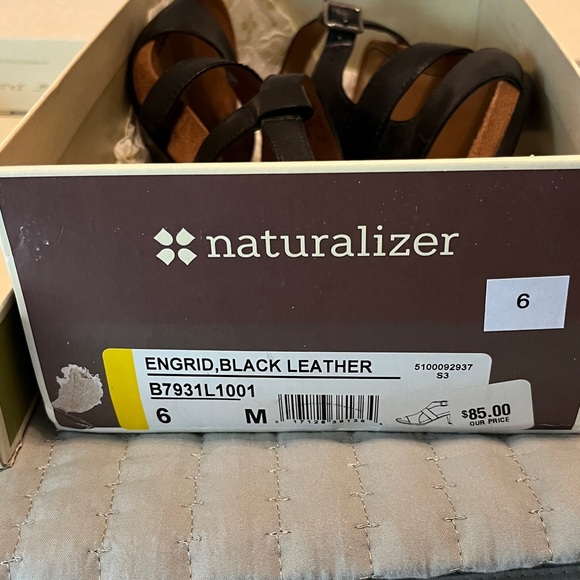 naturalizer
6
ENGRID,BLACK LEATHER
5100092937
S3
B7931L1001
6 M
$85.00
OUR PRICE